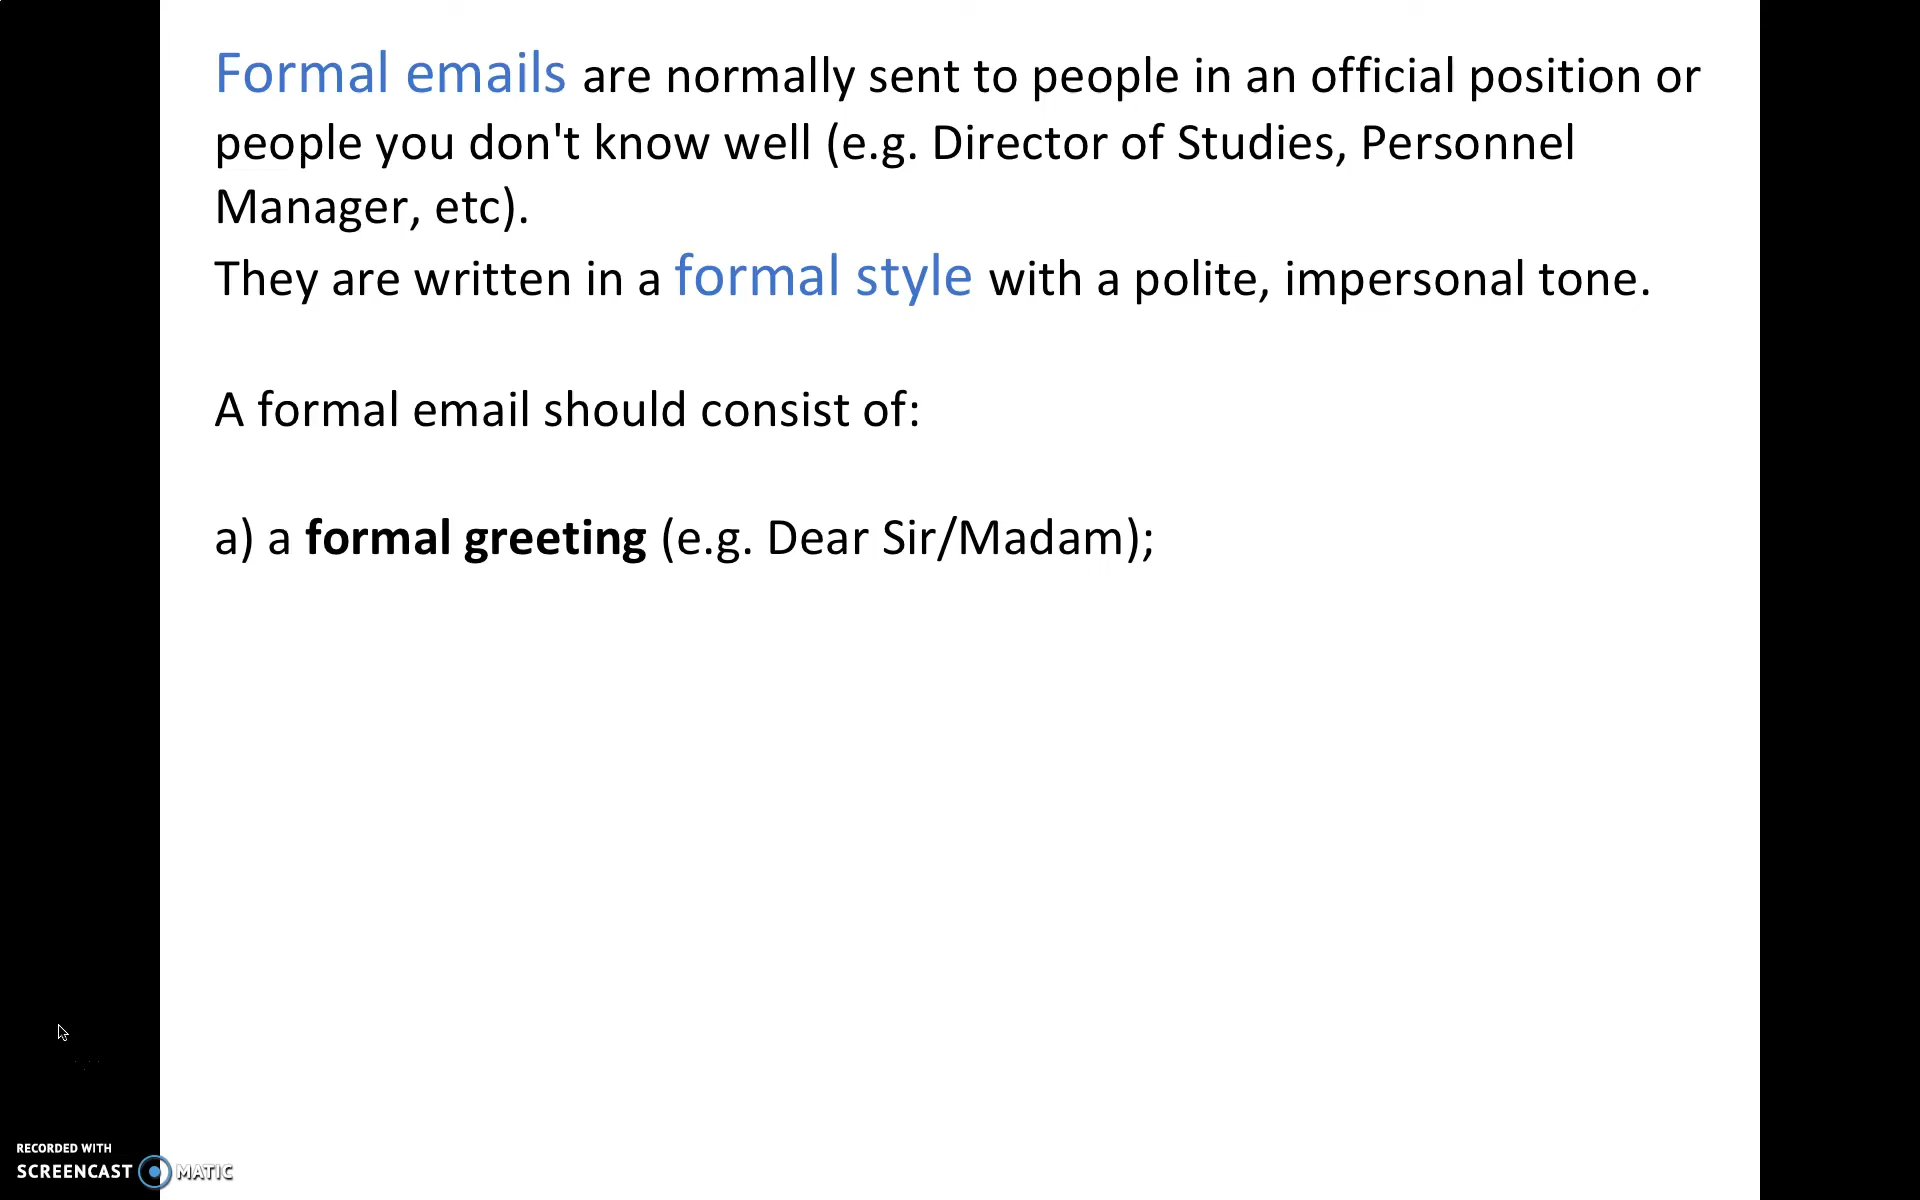 Formal emails are normally sent to people in an official position or
people you don't know well (e.g. Director of Studies, Personnel
Manager, etc).
They are written in a formal style with a polite, impersonal tone.
A formal email should consist of:
a) a formal greeting (e.g. Dear Sir/Madam);
RECORDED WITH
SCREENCAST MATIC